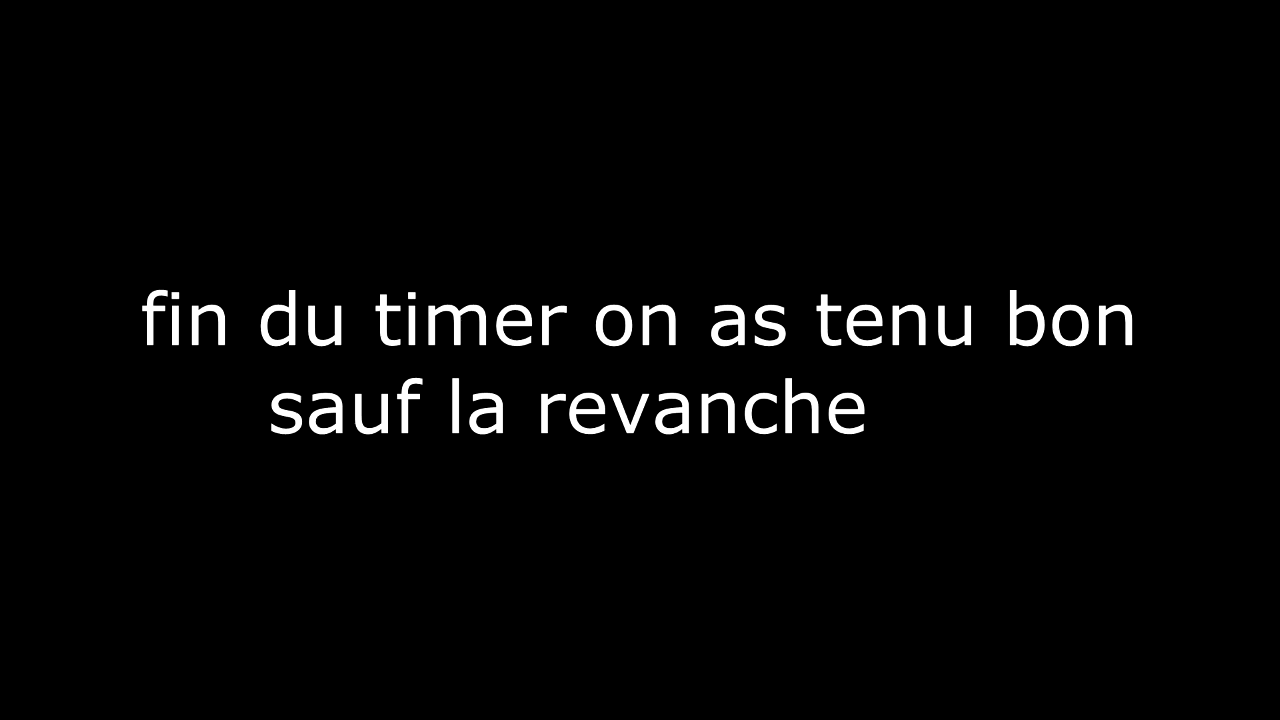 fin du timer on as tenu bon
sauf la revanche